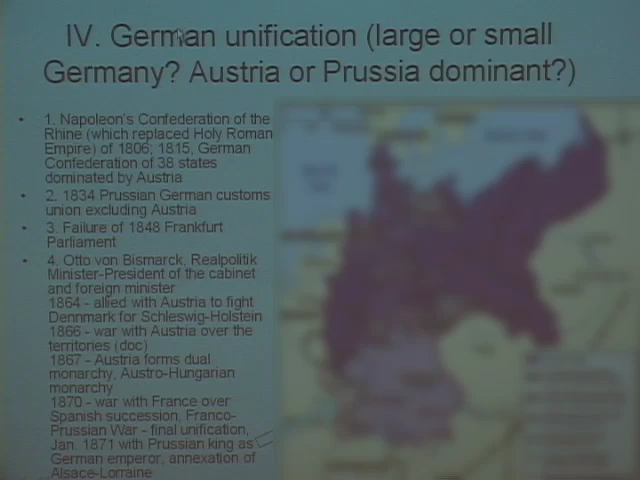 IV. German unification (large or small
Germany? Austria or Prussia dominant?)
• 1. Napoleon's Confederation of the
Rhine (which replaced Holy Roman
Empire) of 1806; 1815, German
Confederation of 38 states
dominated by Austria
• 2. 1834 Prussian German customs
union excluding Austria
• 3. Failure of 1848 Frankfurt
Parliament
• 4. Otto von Bismarck, Realpolitik
Minister-President of the cabinet
and foreign minister
1864 - allied with Austria to fight
Dennmark for Schleswig-Holstein
1866 - war with Austria over the
territories (doc)
1867 - Austria forms dual
monarchy, Austro-Hungarian
monarchy
1870 - war with France over
Spanish succession, Franco-
Prussian War - final unification,
Jan. 1871 with Prussian king as
German emperor, annexation of
Alsace-Lorraine